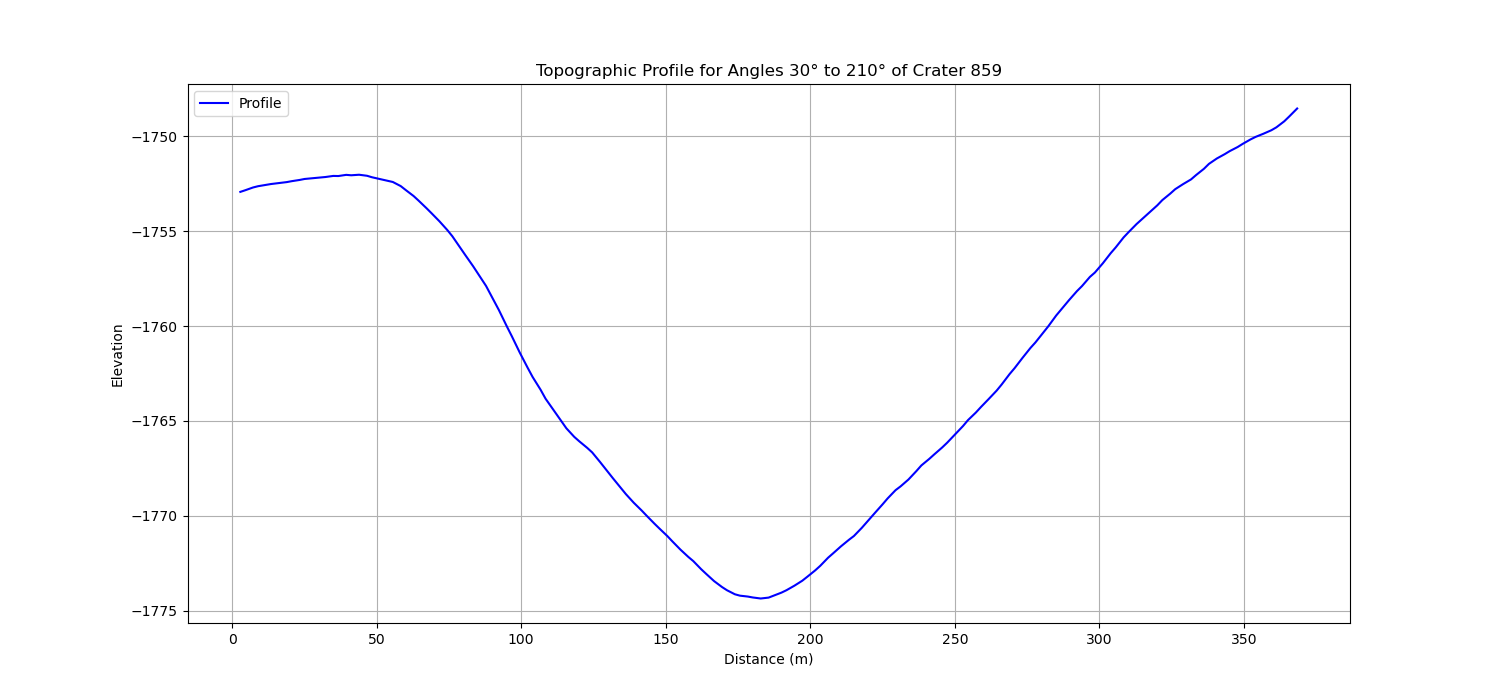 Topographic Profile for Angles 30° to 210° of Crater 859
Profile
−1750
−1755
−1760
−1765
−1770
−1775
Elevation
0 50 100 150 200 250 300 350
Distance (m)